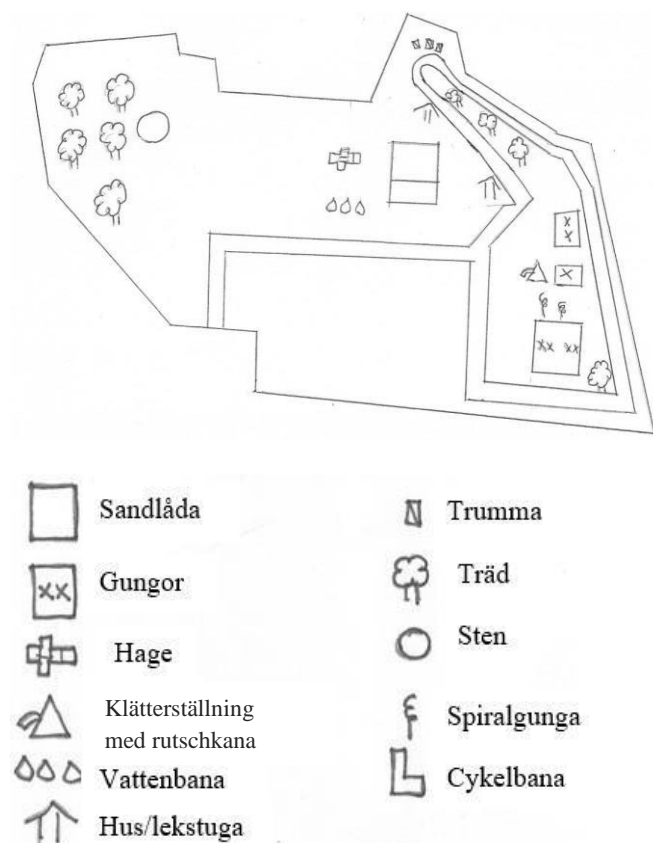 Sandlåda
Gungor
Hage
Klätterställning
med rutschkana
Vattenbana
Hus/lekstuga
Trumma
Träd
Sten
Spiralgunga
Cykelbana